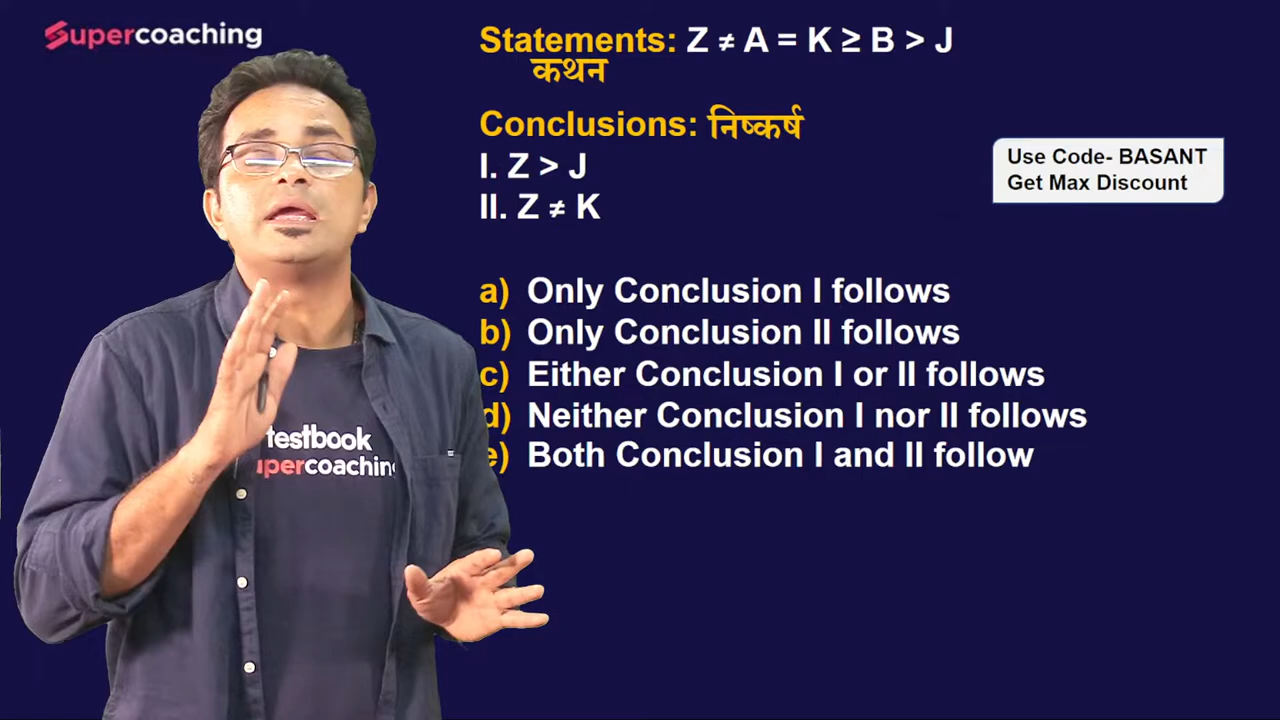 Supercoaching
Statements: Z ≠ A = K ≥ B > J
कथन
Conclusions: निष्कर्ष
I. Z > J
II. Z ≠ K
Use Code- BASANT
Get Max Discount
a) Only Conclusion I follows
b) Only Conclusion II follows
c) Either Conclusion I or II follows
d) Neither Conclusion I nor II follows
e) Both Conclusion I and II follow
testbook
upercoaching